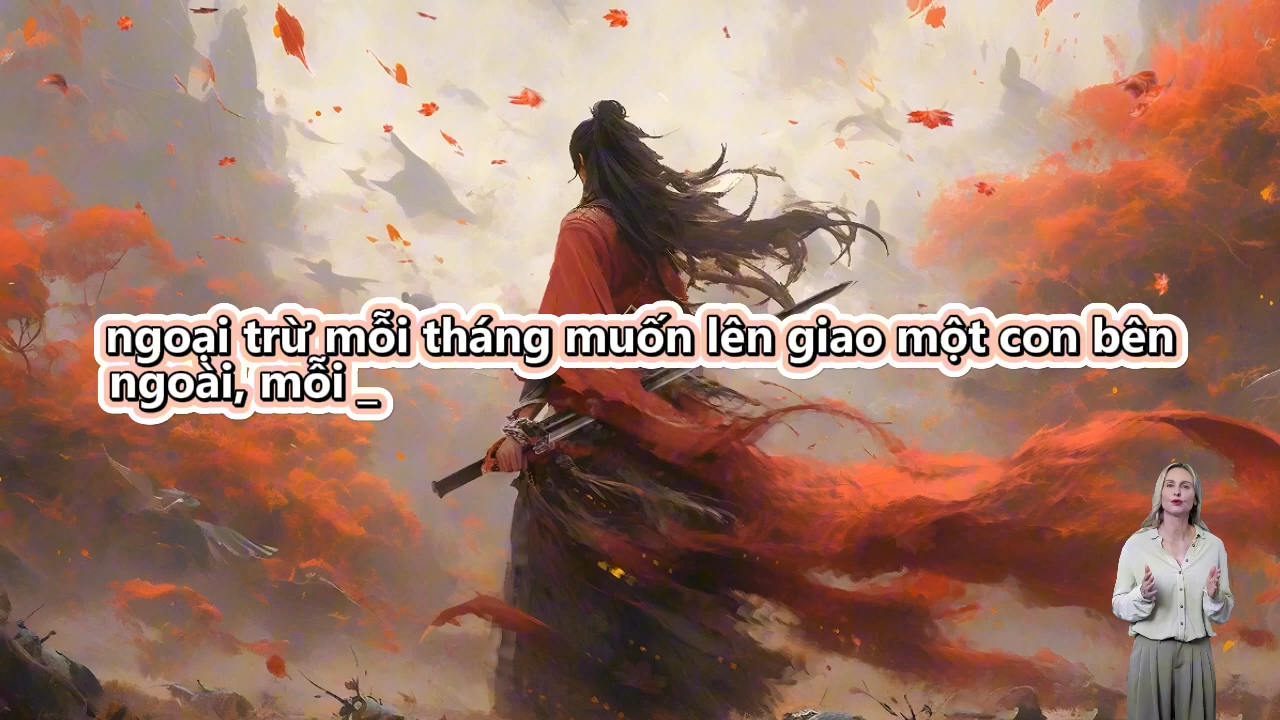 ngoại trừ mỗi tháng muốn lên giao một con bên
ngoài, mỗi _